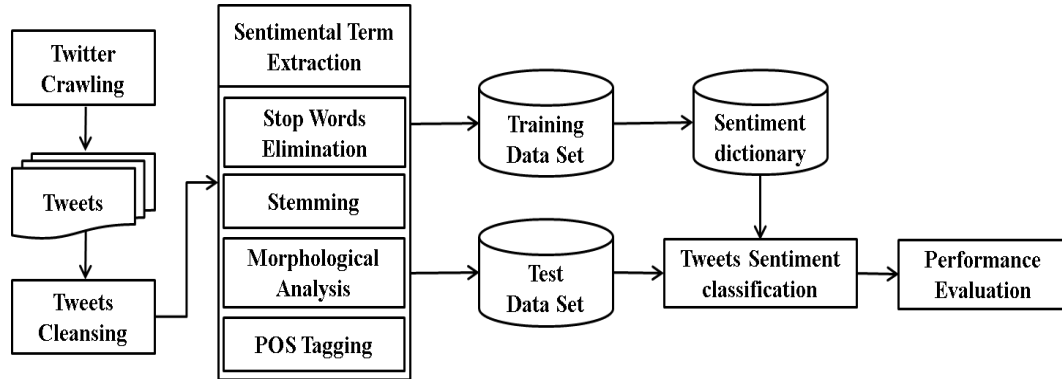 Twitter
Crawling
Tweets
Tweets
Cleansing
Sentimental Term
Extraction
Stop Words
Elimination
Stemming
Morphological
Analysis
POS Tagging
Training
Data Set
Sentiment
dictionary
Test
Data Set
Tweets Sentiment
classification
Performance
Evaluation